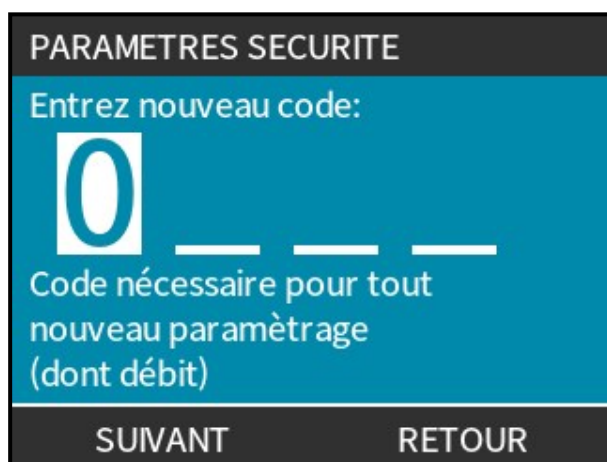 PARAMETRES SECURITE
Entrez nouveau code:
0 _ _ _
Code nécessaire pour tout
nouveau paramètrage
(dont débit)
SUIVANT RETOUR